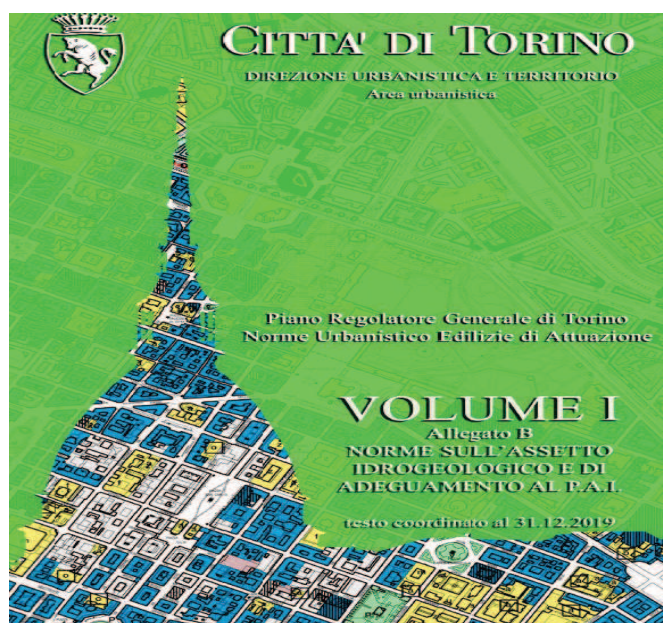 CITTA' DI TORINO
DIREZIONE URBANISTICA E TERRITORIO
Area urbanistica
Piano Regolatore Generale di Torino
Norme Urbanistico Edilizie di Attuazione
VOLUME I
Allegato B
NORME SULL'ASSETTO
IDROGEOLOGICO E DI
ADEGUAMENTO AL P.A.I.
testo coordinato al 31.12.2019